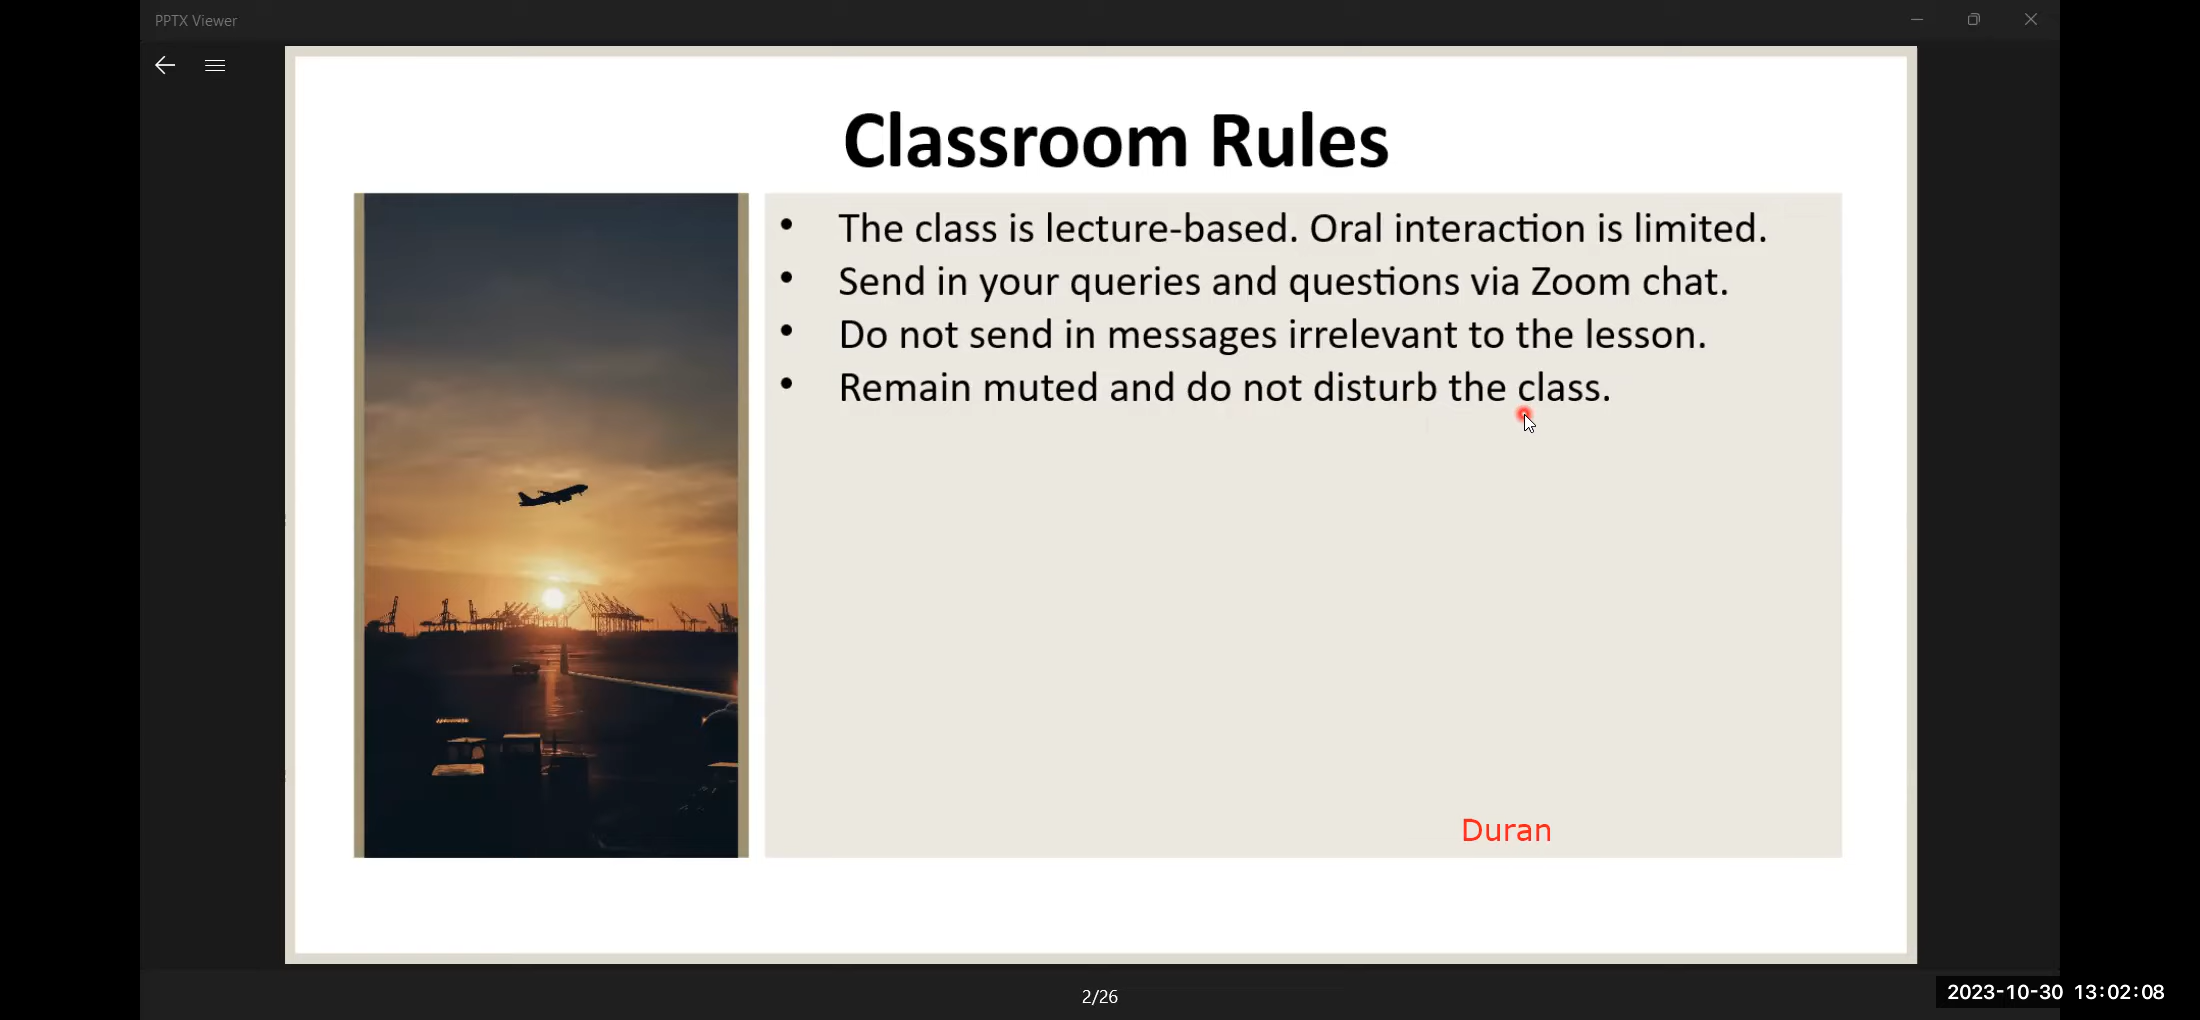 PPTX Viewer
Classroom Rules
• The class is lecture-based. Oral interaction is limited.
• Send in your queries and questions via Zoom chat.
• Do not send in messages irrelevant to the lesson.
• Remain muted and do not disturb the class.
Duran
2/26
2023-10-30 13:02:08